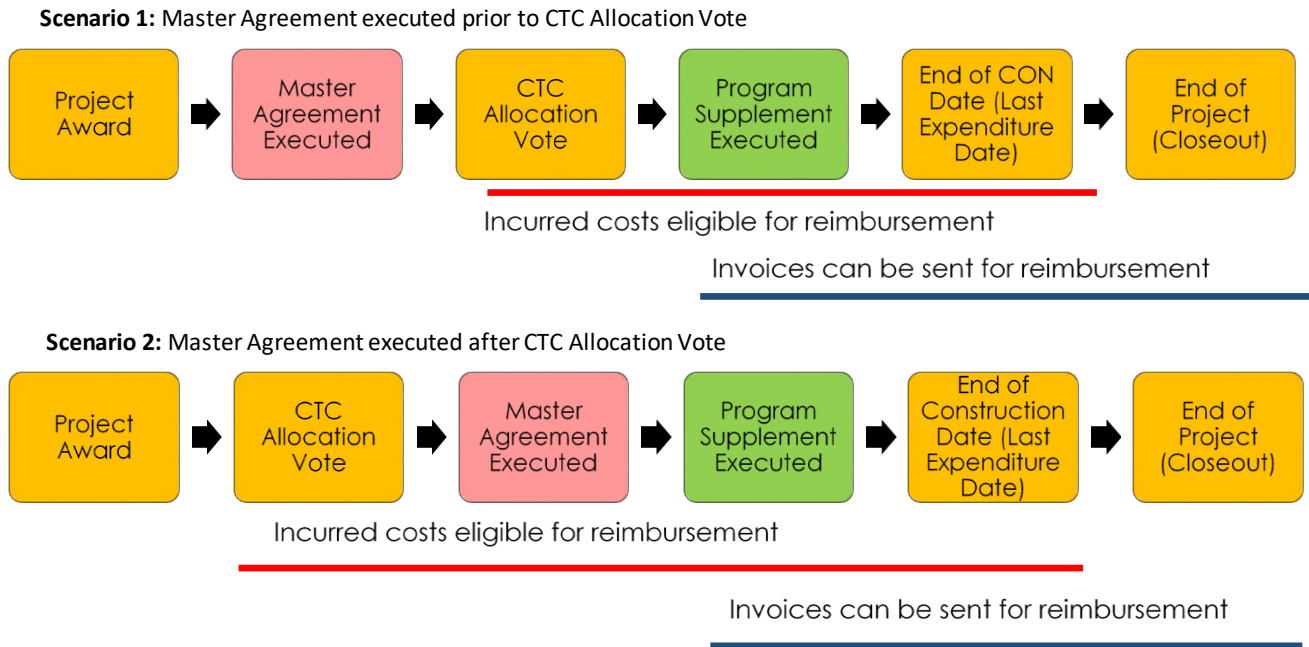 Scenario 1: Master Agreement executed prior to CTC Allocation Vote
Project
Award
Master
Agreement
Executed
CTC
Allocation
Vote
Program
Supplement
Executed
End of CON
Date (Last
Expenditure
Date)
End of
Project
(Closeout)
Incurred costs eligible for reimbursement
Invoices can be sent for reimbursement
Scenario 2: Master Agreement executed after CTC Allocation Vote
Project
Award
CTC
Allocation
Vote
Master
Agreement
Executed
Program
Supplement
Executed
End of
Construction
Date (Last
Expenditure
Date)
End of
Project
(Closeout)
Incurred costs eligible for reimbursement
Invoices can be sent for reimbursement